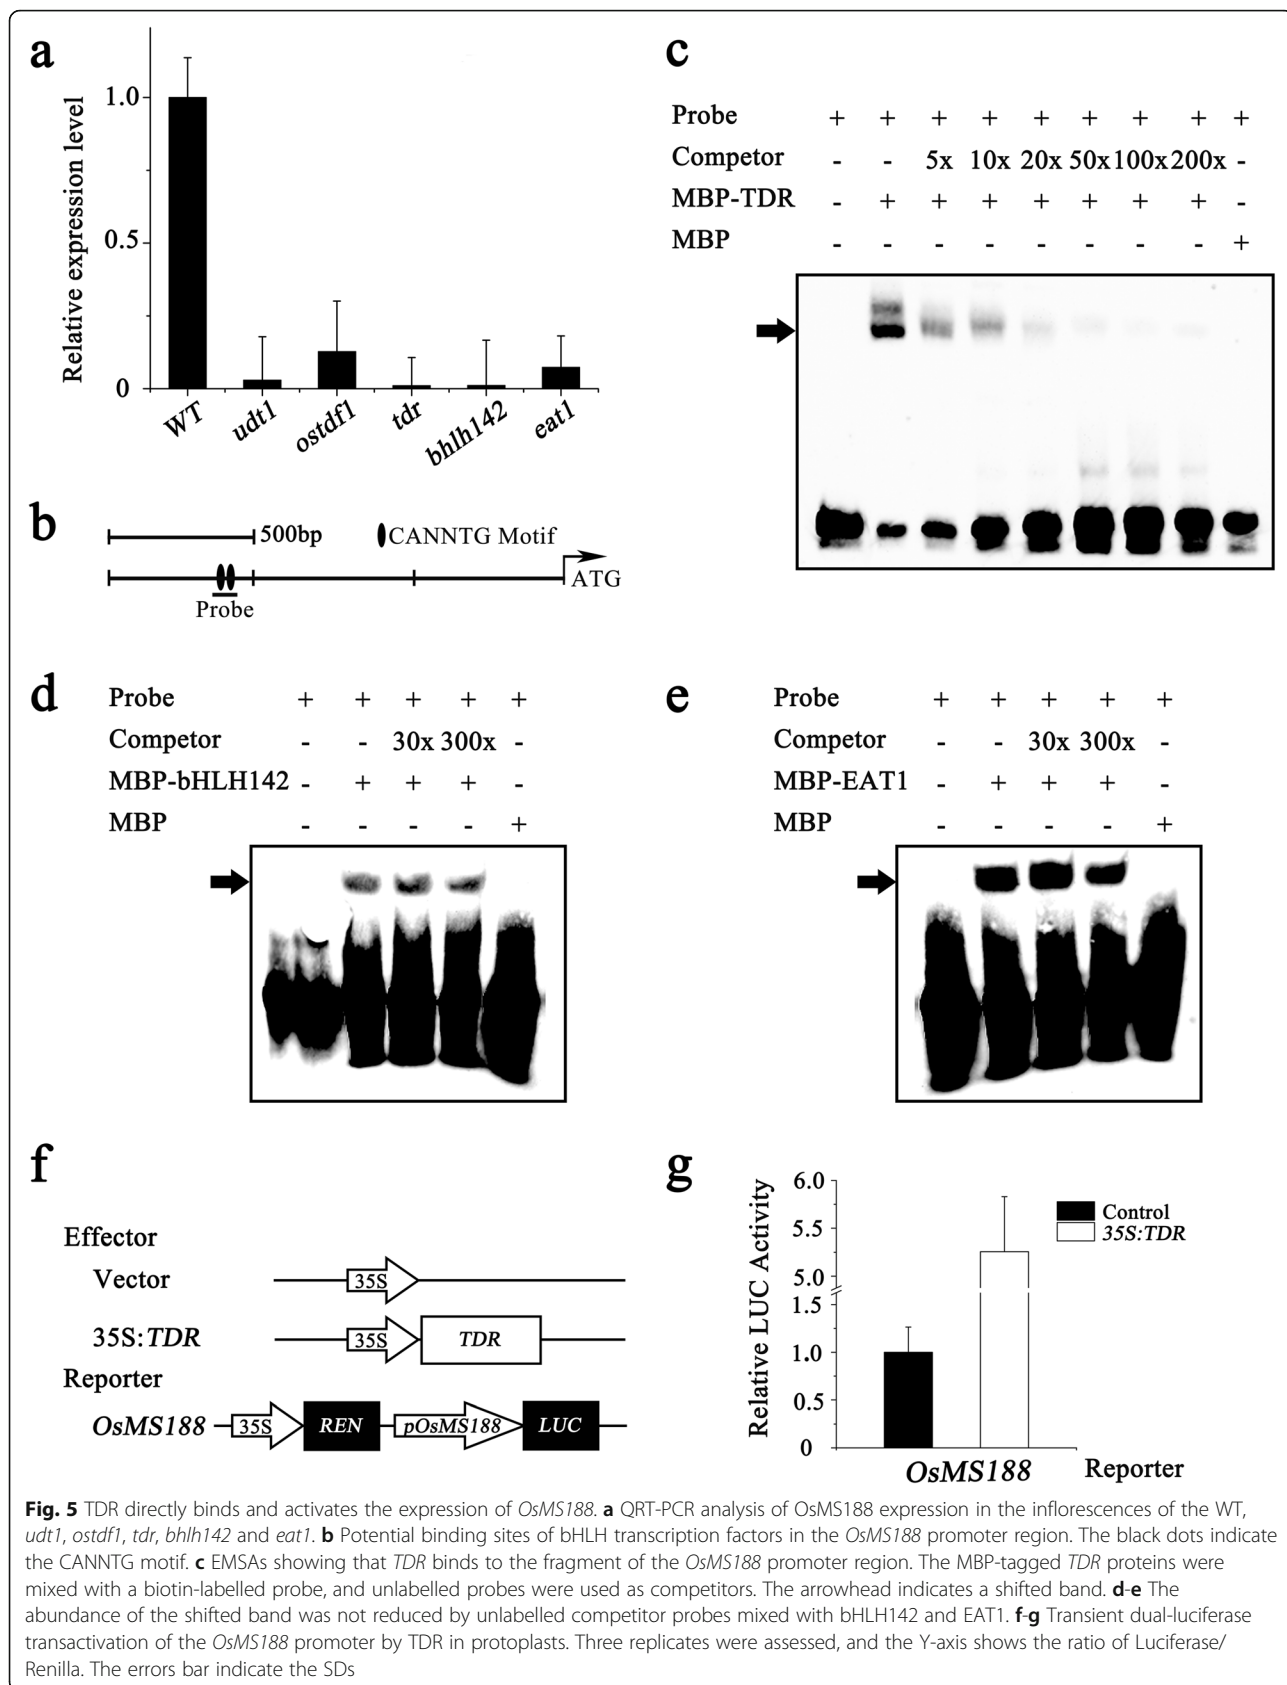 a
Relative expression level
1.0
0.5
0
WT udt1 ostdf1 tdr bhlh142 eat1
b
500bp CANNTG Motif
ATG
Probe
c
Probe + + + + + + + + +
Competor - - 5x 10x 20x 50x 100x 200x -
MBP-TDR - + + + + + + + -
MBP - - - - - - - - +
d
Probe + + + + +
Competor - - 30x 300x -
MBP-bHLH142 - + + + -
MBP - - - - +
e
Probe + + + + +
Competor - - 30x 300x -
MBP-EAT1 - + + + -
MBP - - - - +
f
Effector
Vector 35S
35S:TDR 35S TDR
Reporter
OsMS188 35S REN pOsMS188 LUC
g
Relative LUC Activity
6.0
5.5
5.0
1.5
1.0
0.5
0
Control
35S:TDR
OsMS188 Reporter
Fig. 5 TDR directly binds and activates the expression of OsMS188. a QRT-PCR analysis of OsMS188 expression in the inflorescences of the WT,
udt1, ostdf1, tdr, bhlh142 and eat1. b Potential binding sites of bHLH transcription factors in the OsMS188 promoter region. The black dots indicate
the CANNTG motif. c EMSAs showing that TDR binds to the fragment of the OsMS188 promoter region. The MBP-tagged TDR proteins were
mixed with a biotin-labelled probe, and unlabelled probes were used as competitors. The arrowhead indicates a shifted band. d-e The
abundance of the shifted band was not reduced by unlabelled competitor probes mixed with bHLH142 and EAT1. f-g Transient dual-luciferase
transactivation of the OsMS188 promoter by TDR in protoplasts. Three replicates were assessed, and the Y-axis shows the ratio of Luciferase/
Renilla. The errors bar indicate the SDs